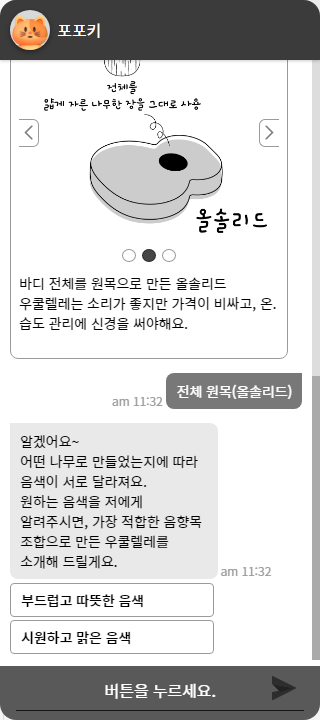 포포키
전체를
얇게 자른 나무한 장을 그대로 사용
올솔리드
바디 전체를 원목으로 만든 올솔리드
우쿨렐레는 소리가 좋지만 가격이 비싸고, 온.
습도 관리에 신경을 써야해요.
전체 원목(올솔리드)
am 11:32
알겠어요~
어떤 나무로 만들었는지에 따라
음색이 서로 달라져요.
원하는 음색을 저에게
알려주시면, 가장 적합한 음향목
조합으로 만든 우쿨렐레를
소개해 드릴게요.
am 11:32
부드럽고 따뜻한 음색
시원하고 맑은 음색
버튼을 누르세요.